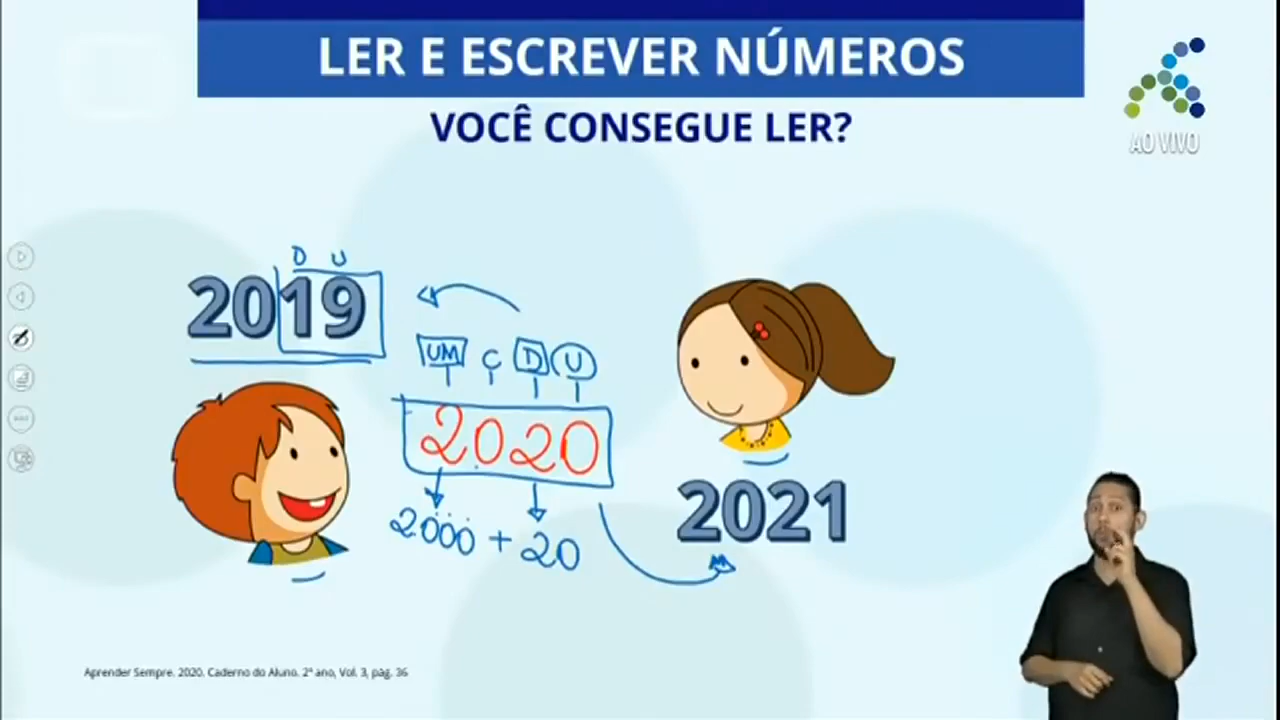 LER E ESCREVER NÚMEROS
VOCÊ CONSEGUE LER?
AO VIVO
D U
2019
UM C D U
2020
2000 + 20
2021
Aprender Sempre. 2020. Caderno do Aluno. 2º ano, Vol. 3, pág. 36